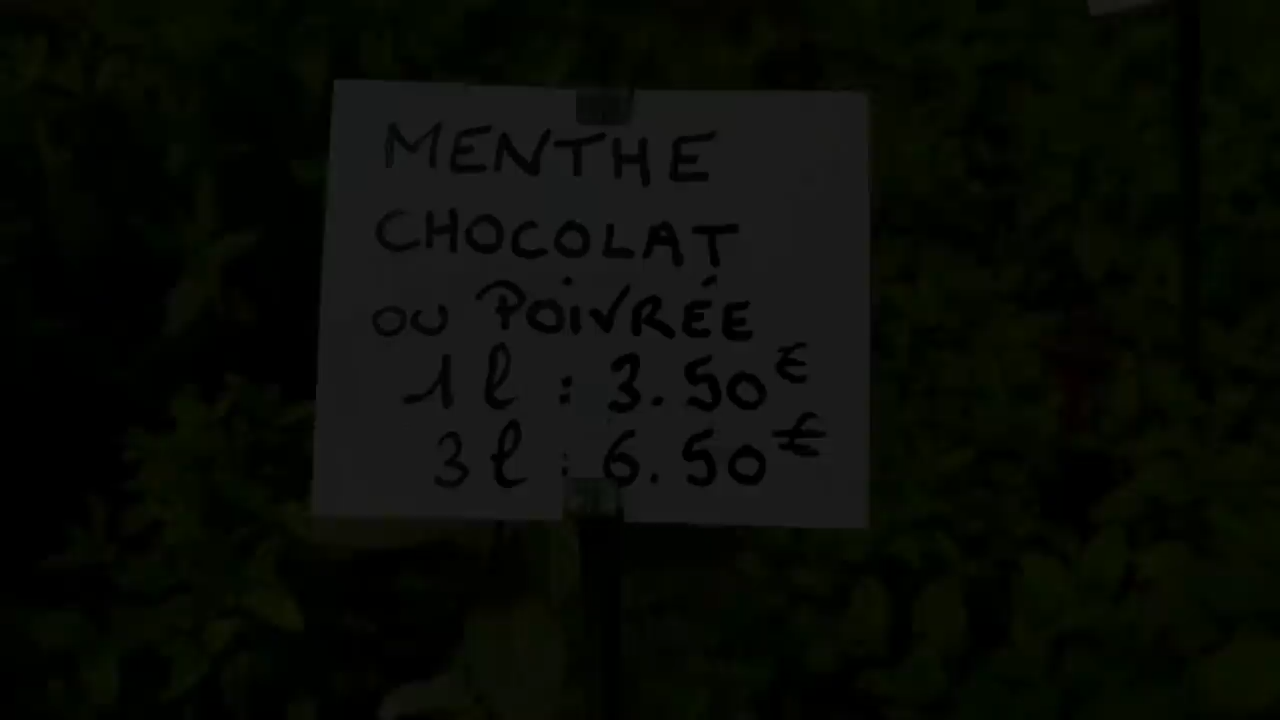 MENTHE
CHOCOLAT
OU POIVRÉE
1 l : 3.50€
3 l : 6.50€